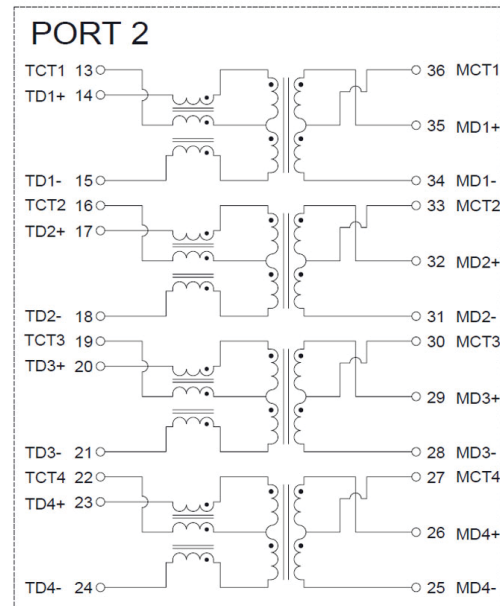 PORT 2
TCT1 13 36 MCT1
TD1+ 14
35 MD1+
TD1- 15 34 MD1-
TCT2 16 33 MCT2
TD2+ 17
32 MD2+
TD2- 18 31 MD2-
TCT3 19 30 MCT3
TD3+ 20
29 MD3+
TD3- 21 28 MD3-
TCT4 22 27 MCT4
TD4+ 23
26 MD4+
TD4- 24 25 MD4-